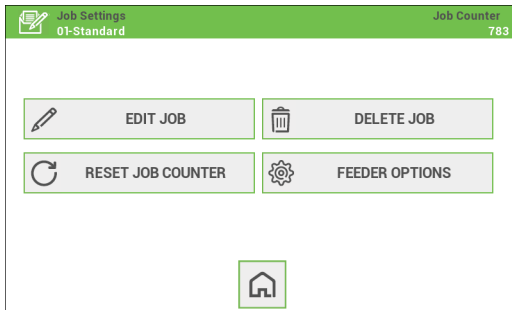 Job Settings
Job Counter
01-Standard
783
EDIT JOB
DELETE JOB
RESET JOB COUNTER
FEEDER OPTIONS